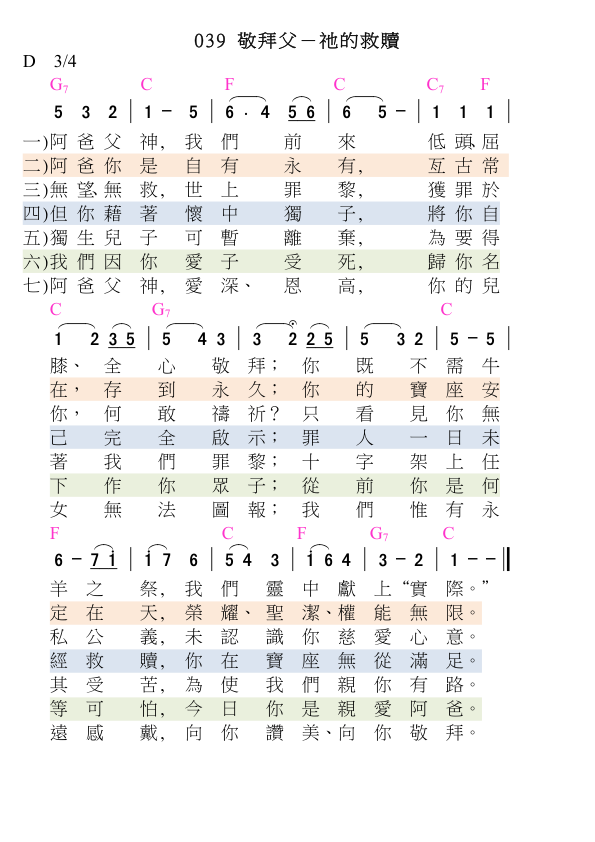 039 敬拜父－祂的救贖
D 3/4
G7 C F C C7 F
5 3 2 | 1 - 5 | 6 . 4 5 6 | 6 5 - | 1 1 1 |
一)阿爸父神，我們前來低頭、屈
二)阿爸你是自有永有，亙古常
三)無望、無救，世上罪黎，獲罪於
四)但你藉著懷中獨子，將你自
五)獨生兒子可暫離棄，為要得
六)我們因你愛子受死，歸你名
七)阿爸父神，愛深、恩高，你的兒
C G7 C
1 2 3 5 | 5 4 3 | 3 2 2 5 | 5 3 2 | 5 - 5 |
膝、全心敬拜；你既不需牛
在，存到永久；你的寶座安
你，何敢禱祈？只看見你無
己完全啟示；罪人一日未
著我們罪黎；十字架上任
下作你眾子；從前你是何
女無法圖報；我們惟有永
F C F G7 C
6 - 7 1 | 1 7 6 | 5 4 3 | 1 6 4 | 3 - 2 | 1 - - ||
羊之祭，我們靈中獻上“實際。”
定在天，榮耀、聖潔、權能無限。
私公義，未認識你慈愛心意。
經救贖，你在寶座無從滿足。
其受苦，為使我們親你有路。
等可怕，今日你是親愛阿爸。
遠感戴，向你讚美、向你敬拜。